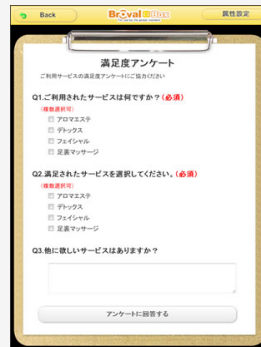 Back
属性設定
満足度アンケート
ご利用サービスの満足度アンケートにご協力ください
Q1.ご利用されたサービスは何ですか？(必須)
(複数選択可)
アロマエステ
デトックス
フェイシャル
足裏マッサージ
Q2.満足されたサービスを選択してください。(必須)
(複数選択可)
アロマエステ
デトックス
フェイシャル
足裏マッサージ
Q3.他に欲しいサービスはありますか？
アンケートに回答する